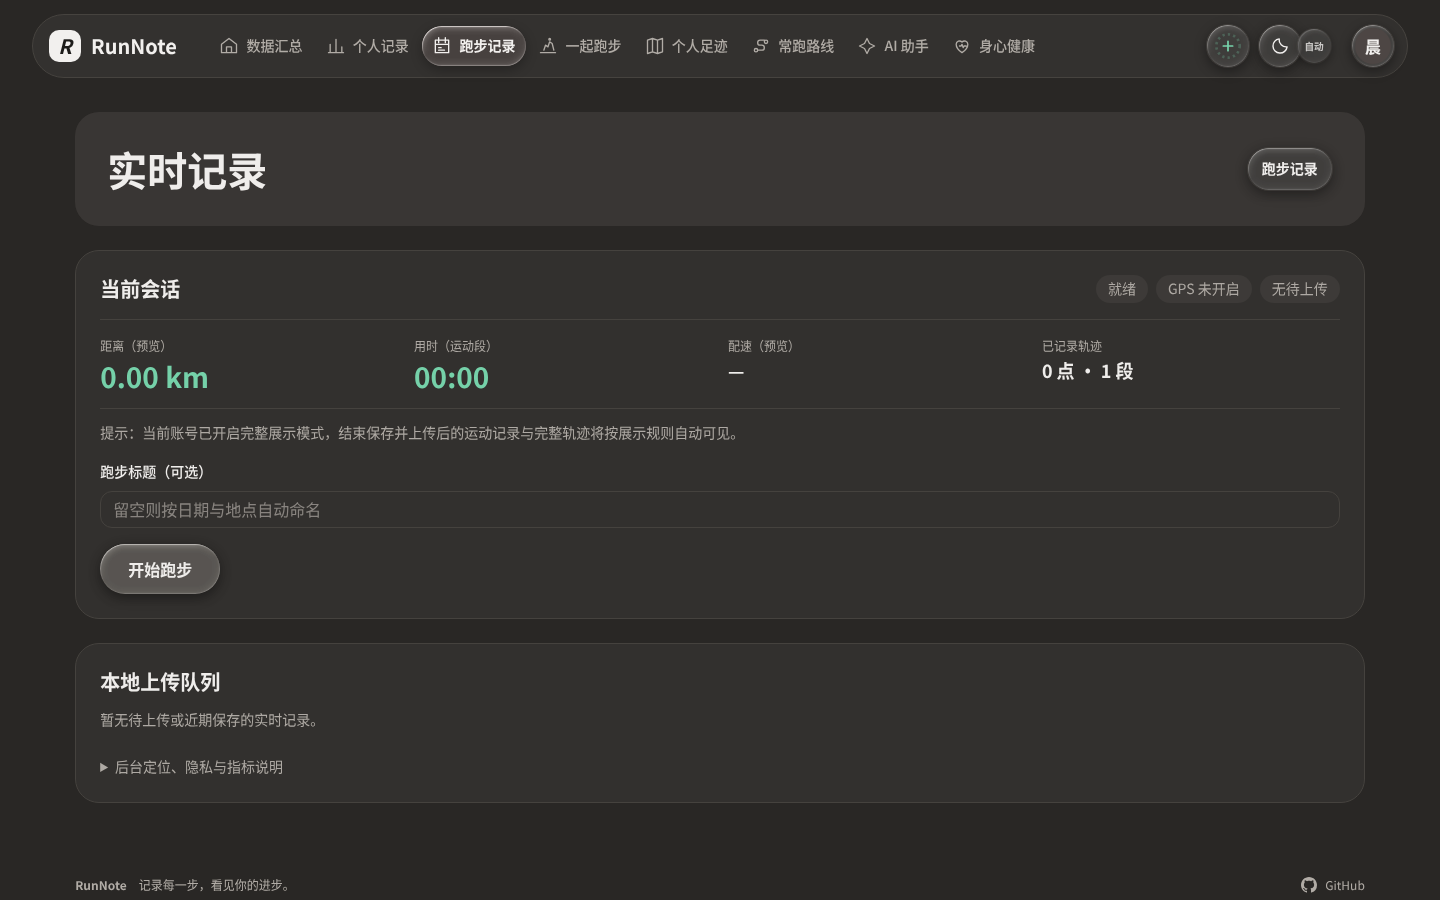 R RunNote 数据汇总 个人记录 跑步记录 一起跑步 个人足迹 常跑路线 AI 助手 身心健康 自动 晨
实时记录 跑步记录
当前会话 就绪 GPS 未开启 无待上传
距离（预览） 用时（运动段） 配速（预览） 已记录轨迹
0.00 km 00:00 — 0 点 · 1 段
提示：当前账号已开启完整展示模式，结束保存并上传后的运动记录与完整轨迹将按展示规则自动可见。
跑步标题（可选）
留空则按日期与地点自动命名
开始跑步
本地上传队列
暂无待上传或近期保存的实时记录。
▶ 后台定位、隐私与指标说明
RunNote 记录每一步，看见你的进步。 GitHub